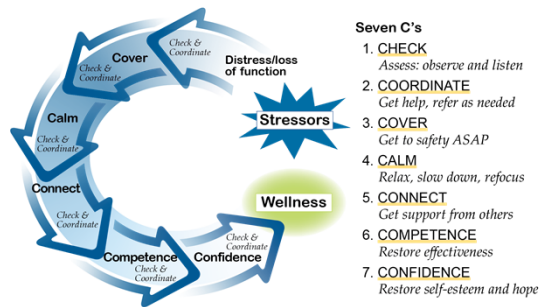 Check &
Coordinate
Distress/loss
of function
Cover
Check &
Coordinate
Calm
Check &
Coordinate
Connect
Check &
Coordinate
Competence
Check &
Coordinate
Confidence
Check &
Coordinate
Stressors
Wellness
Seven C's
1. CHECK
Assess: observe and listen
2. COORDINATE
Get help, refer as needed
3. COVER
Get to safety ASAP
4. CALM
Relax, slow down, refocus
5. CONNECT
Get support from others
6. COMPETENCE
Restore effectiveness
7. CONFIDENCE
Restore self-esteem and hope